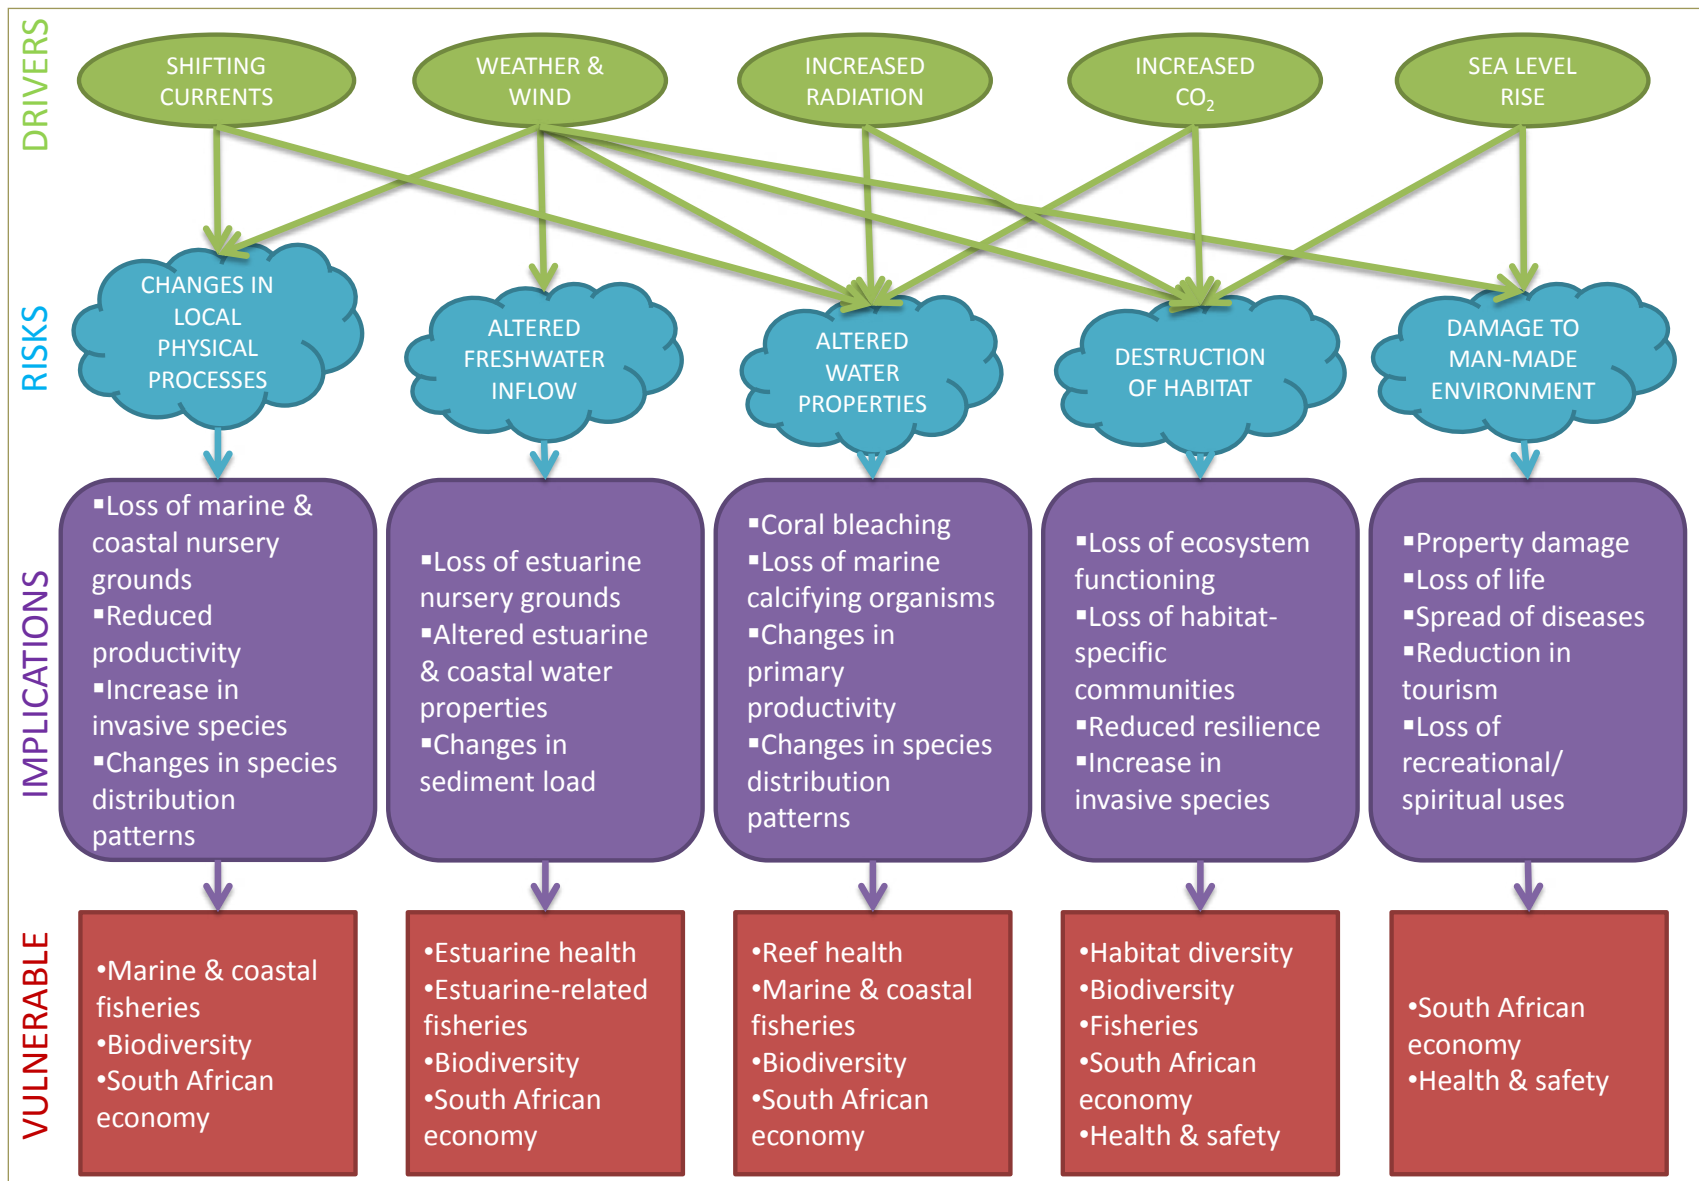 DRIVERS
SHIFTING
CURRENTS
WEATHER &
WIND
INCREASED
RADIATION
INCREASED
CO₂
SEA LEVEL
RISE
RISKS
CHANGES IN
LOCAL
PHYSICAL
PROCESSES
ALTERED
FRESHWATER
INFLOW
ALTERED
WATER
PROPERTIES
DESTRUCTION
OF HABITAT
DAMAGE TO
MAN-MADE
ENVIRONMENT
IMPLICATIONS
▪Loss of marine &
coastal nursery
grounds
▪Reduced
productivity
▪Increase in
invasive species
▪Changes in species
distribution
patterns
▪Loss of estuarine
nursery grounds
▪Altered estuarine
& coastal water
properties
▪Changes in
sediment load
▪Coral bleaching
▪Loss of marine
calcifying organisms
▪Changes in
primary
productivity
▪Changes in species
distribution
patterns
▪Loss of ecosystem
functioning
▪Loss of habitat-
specific
communities
▪Reduced resilience
▪Increase in
invasive species
▪Property damage
▪Loss of life
▪Spread of diseases
▪Reduction in
tourism
▪Loss of
recreational/
spiritual uses
VULNERABLE
•Marine & coastal
fisheries
•Biodiversity
•South African
economy
•Estuarine health
•Estuarine-related
fisheries
•Biodiversity
•South African
economy
•Reef health
•Marine & coastal
fisheries
•Biodiversity
•South African
economy
•Habitat diversity
•Biodiversity
•Fisheries
•South African
economy
•Health & safety
•South African
economy
•Health & safety